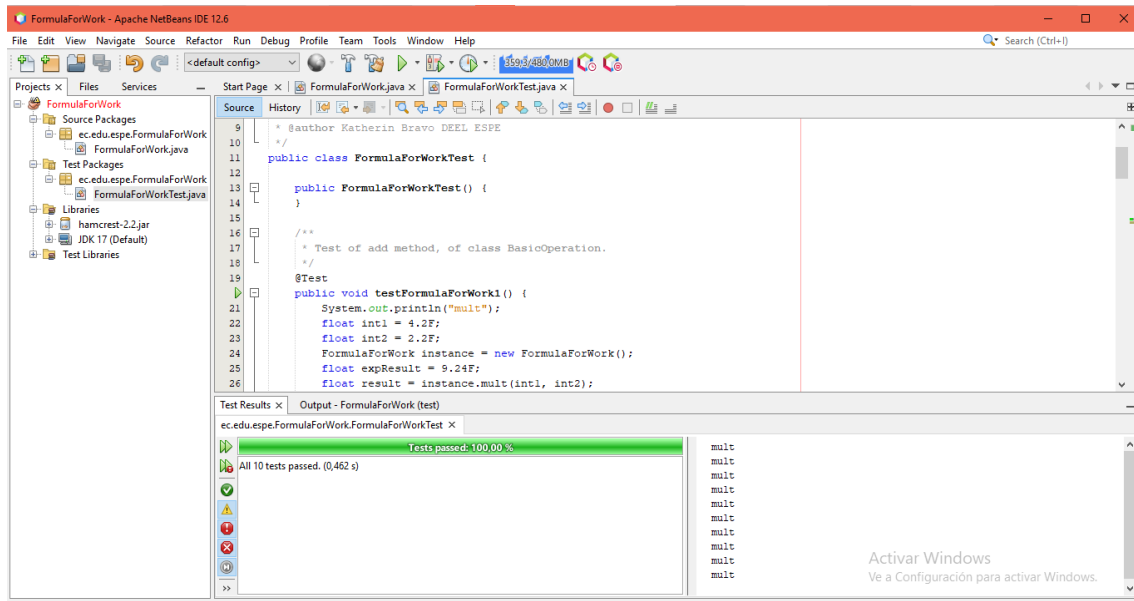 FormulaForWork - Apache NetBeans IDE 12.6
File Edit View Navigate Source Refactor Run Debug Profile Team Tools Window Help
Search (Ctrl+I)
<default config>
359,3/480,0MB
Projects
Files
Services
Start Page
FormulaForWork.java
FormulaForWorkTest.java
FormulaForWork
Source Packages
ec.edu.espe.FormulaForWork
FormulaForWork.java
Test Packages
ec.edu.espe.FormulaForWork
FormulaForWorkTest.java
Libraries
hamcrest-2.2.jar
JDK 17 (Default)
Test Libraries
Source History
9 * @author Katherin Bravo DEEL ESPE
10 */
11 public class FormulaForWorkTest {
12
13 public FormulaForWorkTest() {
14 }
15
16 /**
17 * Test of add method, of class BasicOperation.
18 */
19 @Test
public void testFormulaForWork1() {
21 System.out.println("mult");
22 float int1 = 4.2F;
23 float int2 = 2.2F;
24 FormulaForWork instance = new FormulaForWork();
25 float expResult = 9.24F;
26 float result = instance.mult(int1, int2);
Test Results
Output - FormulaForWork (test)
ec.edu.espe.FormulaForWork.FormulaForWorkTest
Tests passed: 100,00 %
All 10 tests passed. (0,462 s)
mult
mult
mult
mult
mult
mult
mult
mult
mult
mult
Activar Windows
Ve a Configuración para activar Windows.